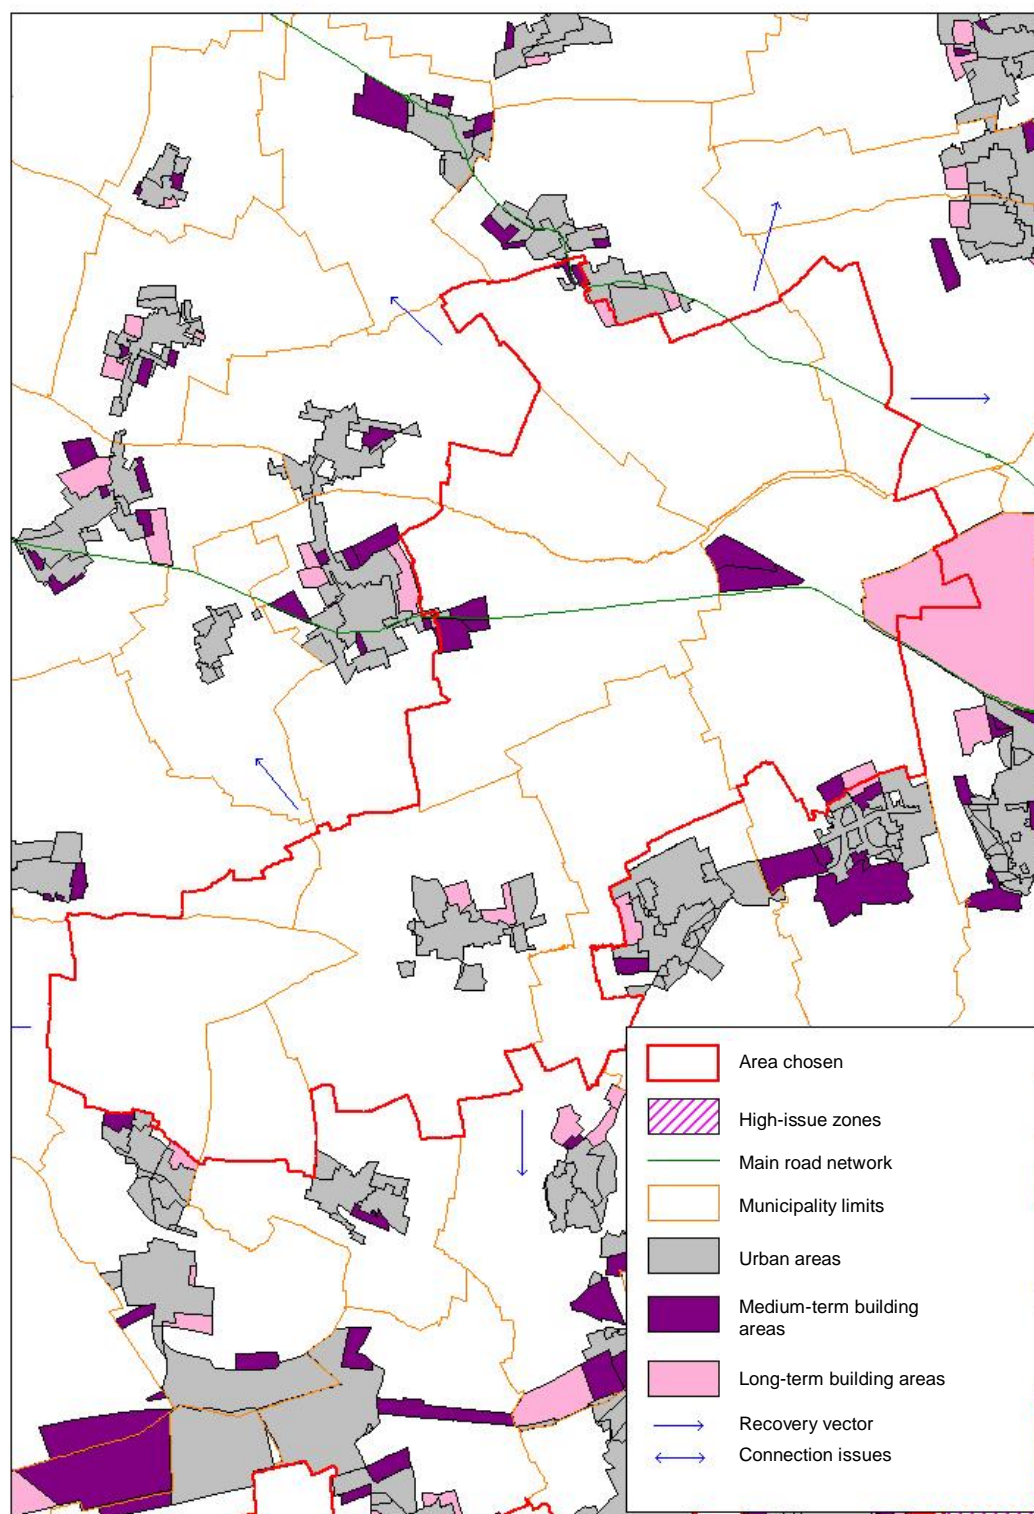 Area chosen
High-issue zones
Main road network
Municipality limits
Urban areas
Medium-term building
areas
Long-term building areas
Recovery vector
Connection issues